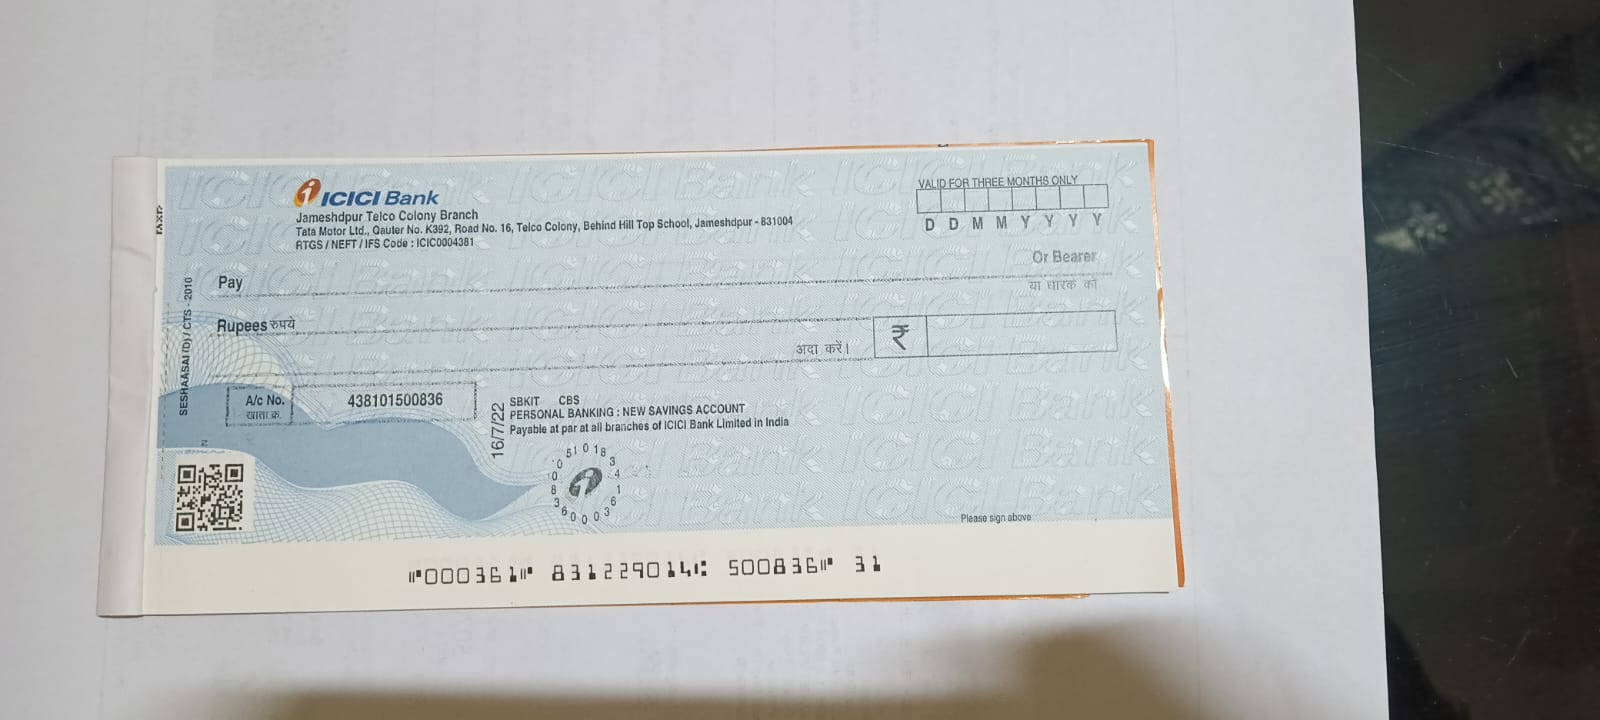 ICICI Bank
Jameshdpur Telco Colony Branch
Tata Motor Ltd., Qauter No. K392, Road No. 16, Telco Colony, Behind Hill Top School, Jameshdpur - 831004
RTGS / NEFT / IFS Code : ICIC0004381
VALID FOR THREE MONTHS ONLY
D D M M Y Y Y Y
Pay
Or Bearer
या धारक को
Rupees रुपये
अदा करें।
₹
A/c No.
खाता क्र.
438101500836
16/7/22
SBKIT CBS
PERSONAL BANKING : NEW SAVINGS ACCOUNT
Payable at par at all branches of ICICI Bank Limited in India
SESHAASAI (D) / CTS - 2010
Please sign above
⑈000361⑈ 831229014⑆ 500836⑈ 31